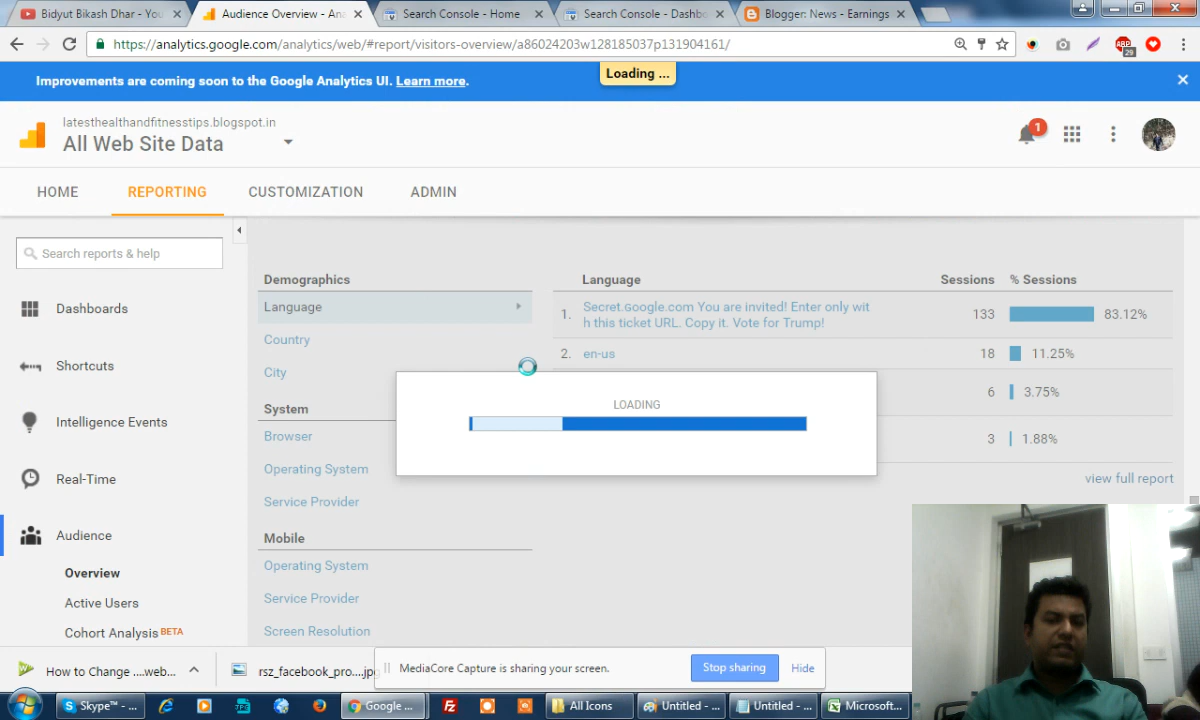 Bidyut Bikash Dhar - You
Audience Overview - Ana
Search Console - Home
Search Console - Dashbo
Blogger: News - Earnings
https://analytics.google.com/analytics/web/#report/visitors-overview/a86024203w128185037p131904161/
ABP
29
Improvements are coming soon to the Google Analytics UI. Learn more.
Loading ...
latesthealthandfitnesstips.blogspot.in
All Web Site Data
1
HOME
REPORTING
CUSTOMIZATION
ADMIN
Search reports & help
Dashboards
Shortcuts
Intelligence Events
Real-Time
Audience
Overview
Active Users
Cohort Analysis BETA
Demographics
Language
Country
City
System
Browser
Operating System
Service Provider
Mobile
Operating System
Service Provider
Screen Resolution
Language Sessions % Sessions
1. Secret.ɢoogle.com You are invited! Enter only wit
h this ticket URL. Copy it. Vote for Trump! 133 83.12%
2. en-us 18 11.25%
6 3.75%
3 1.88%
view full report
LOADING
How to Change ....web...
rsz_facebook_pro....jpg
MediaCore Capture is sharing your screen.
Stop sharing
Hide
Skype™ - ...
Google ...
All Icons
Untitled - ...
Untitled - ...
Microsoft...